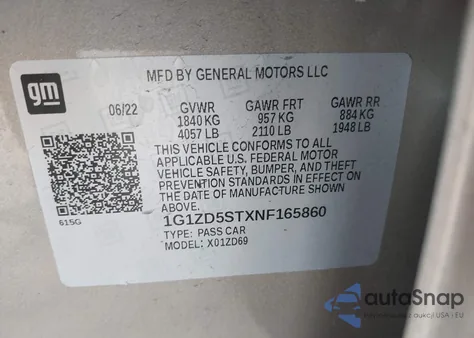 gm
MFD BY GENERAL MOTORS LLC
06/22 GVWR GAWR FRT GAWR RR
1840 KG 957 KG 884 KG
4057 LB 2110 LB 1948 LB
THIS VEHICLE CONFORMS TO ALL
APPLICABLE U.S. FEDERAL MOTOR
VEHICLE SAFETY, BUMPER, AND THEFT
PREVENTION STANDARDS IN EFFECT ON
THE DATE OF MANUFACTURE SHOWN
ABOVE.
615G
1G1ZD5STXNF165860
TYPE: PASS CAR
MODEL: X01ZD69
autoSnap
z USA i EU